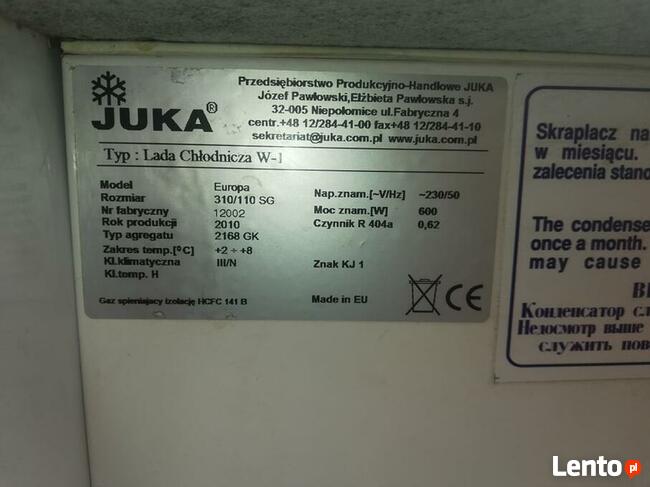 JUKA®
Przedsiębiorstwo Produkcyjno-Handlowe JUKA
Józef Pawłowski,Elżbieta Pawłowska s.j.
32-005 Niepołomice ul.Fabryczna 4
centr.+48 12/284-41-00 fax+48 12/284-41-10
sekretariat@juka.com.pl www.juka.com.pl
Typ : Lada Chłodnicza W-1
Model Europa
Rozmiar 310/110 SG Nap.znam.[~V/Hz] ~230/50
Nr fabryczny 12002 Moc znam.[W] 600
Rok produkcji 2010 Czynnik R 404a 0,62
Typ agregatu 2168 GK
Zakres temp.[°C] +2 ÷ +8
Kl.klimatyczna III/N Znak KJ 1
Kl.temp. H
Gaz spieniajacy izolację HCFC 141 B Made in EU CE
Skraplacz na
w miesiącu.
zalecenia stano
The condense
once a month.
may cause
Конденсатор сл
Недосмотр выше
служить пов
Lento.pl